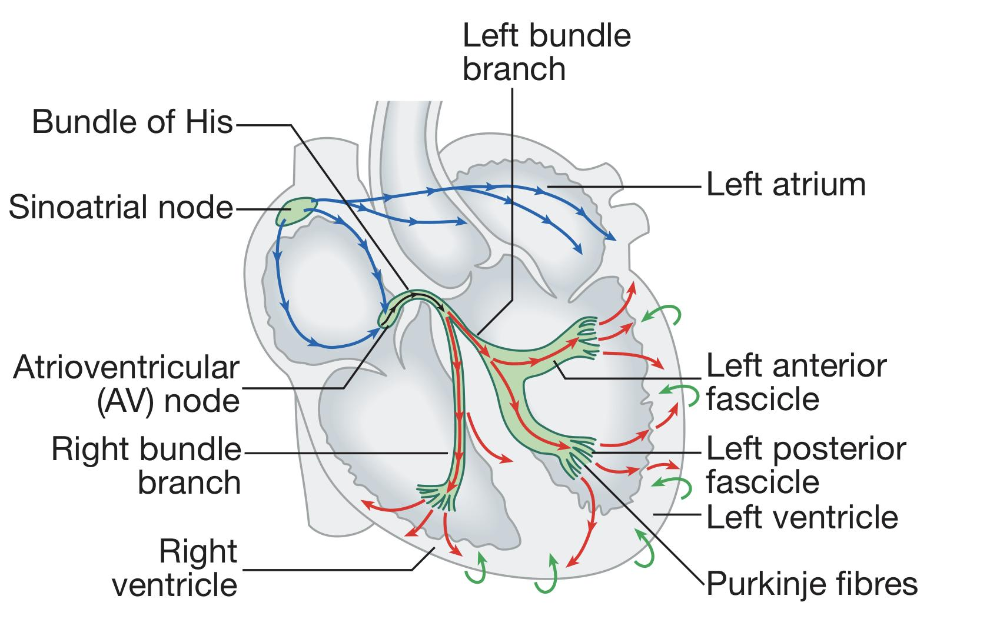 Left bundle
branch
Bundle of His
Left atrium
Sinoatrial node
Atrioventricular
(AV) node
Left anterior
fascicle
Right bundle
branch
Left posterior
fascicle
Left ventricle
Right
ventricle
Purkinje fibres